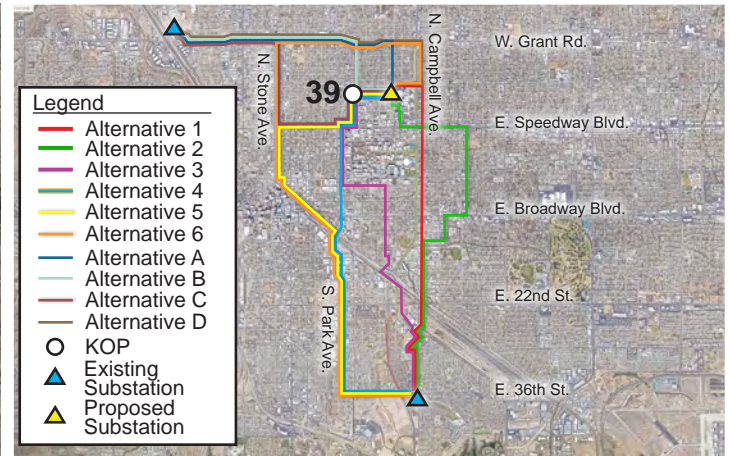 W. Grant Rd.
N. Campbell Ave.
N. Stone Ave.
39
E. Speedway Blvd.
E. Broadway Blvd.
E. 22nd St.
S. Park Ave.
E. 36th St.
Legend
Alternative 1
Alternative 2
Alternative 3
Alternative 4
Alternative 5
Alternative 6
Alternative A
Alternative B
Alternative C
Alternative D
KOP
Existing
Substation
Proposed
Substation